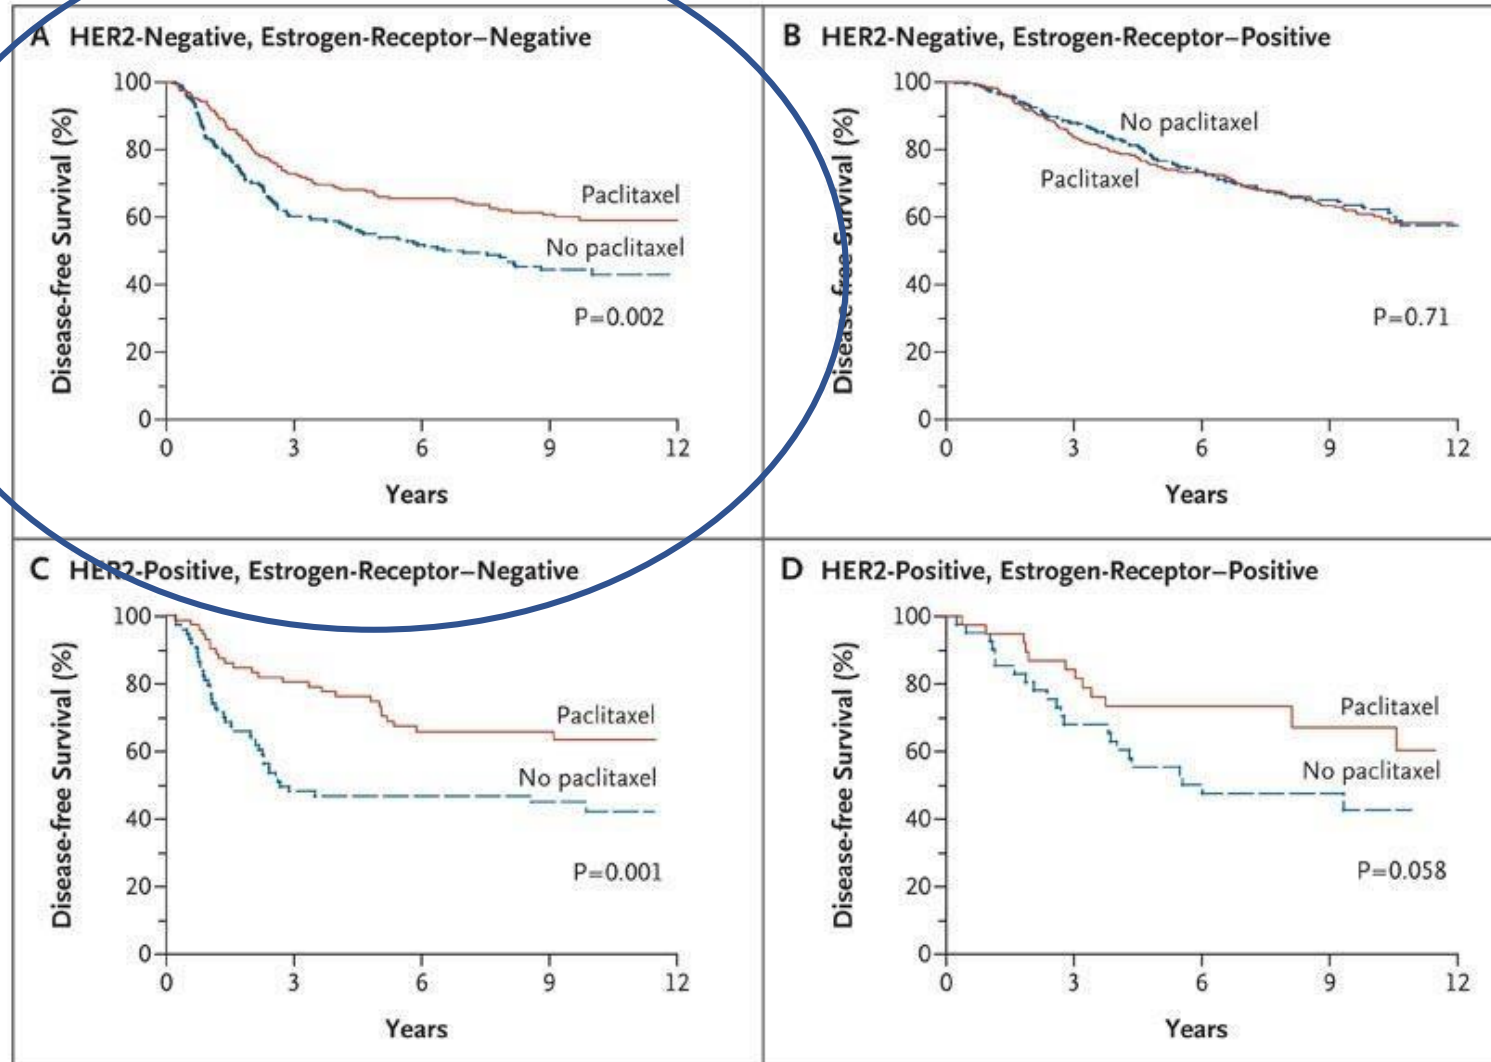 A HER2-Negative, Estrogen-Receptor–Negative
100
80
60
40
20
0
Disease-free Survival (%)
Paclitaxel
No paclitaxel
P=0.002
0 3 6 9 12
Years
B HER2-Negative, Estrogen-Receptor–Positive
100
80
60
40
20
0
Disease-free Survival (%)
No paclitaxel
Paclitaxel
P=0.71
0 3 6 9 12
Years
C HER2-Positive, Estrogen-Receptor–Negative
100
80
60
40
20
0
Disease-free Survival (%)
Paclitaxel
No paclitaxel
P=0.001
0 3 6 9 12
Years
D HER2-Positive, Estrogen-Receptor–Positive
100
80
60
40
20
0
Disease-free Survival (%)
Paclitaxel
No paclitaxel
P=0.058
0 3 6 9 12
Years